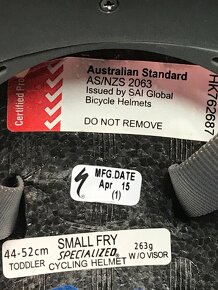 Certified Pro
Australian Standard
AS/NZS 2063
Issued by SAI Global
Bicycle Helmets
DO NOT REMOVE
HK762687
MFG.DATE
Apr 15
(1)
44-52cm
TODDLER
SMALL FRY
SPECIALIZED
CYCLING HELMET
263g
W/O VISOR